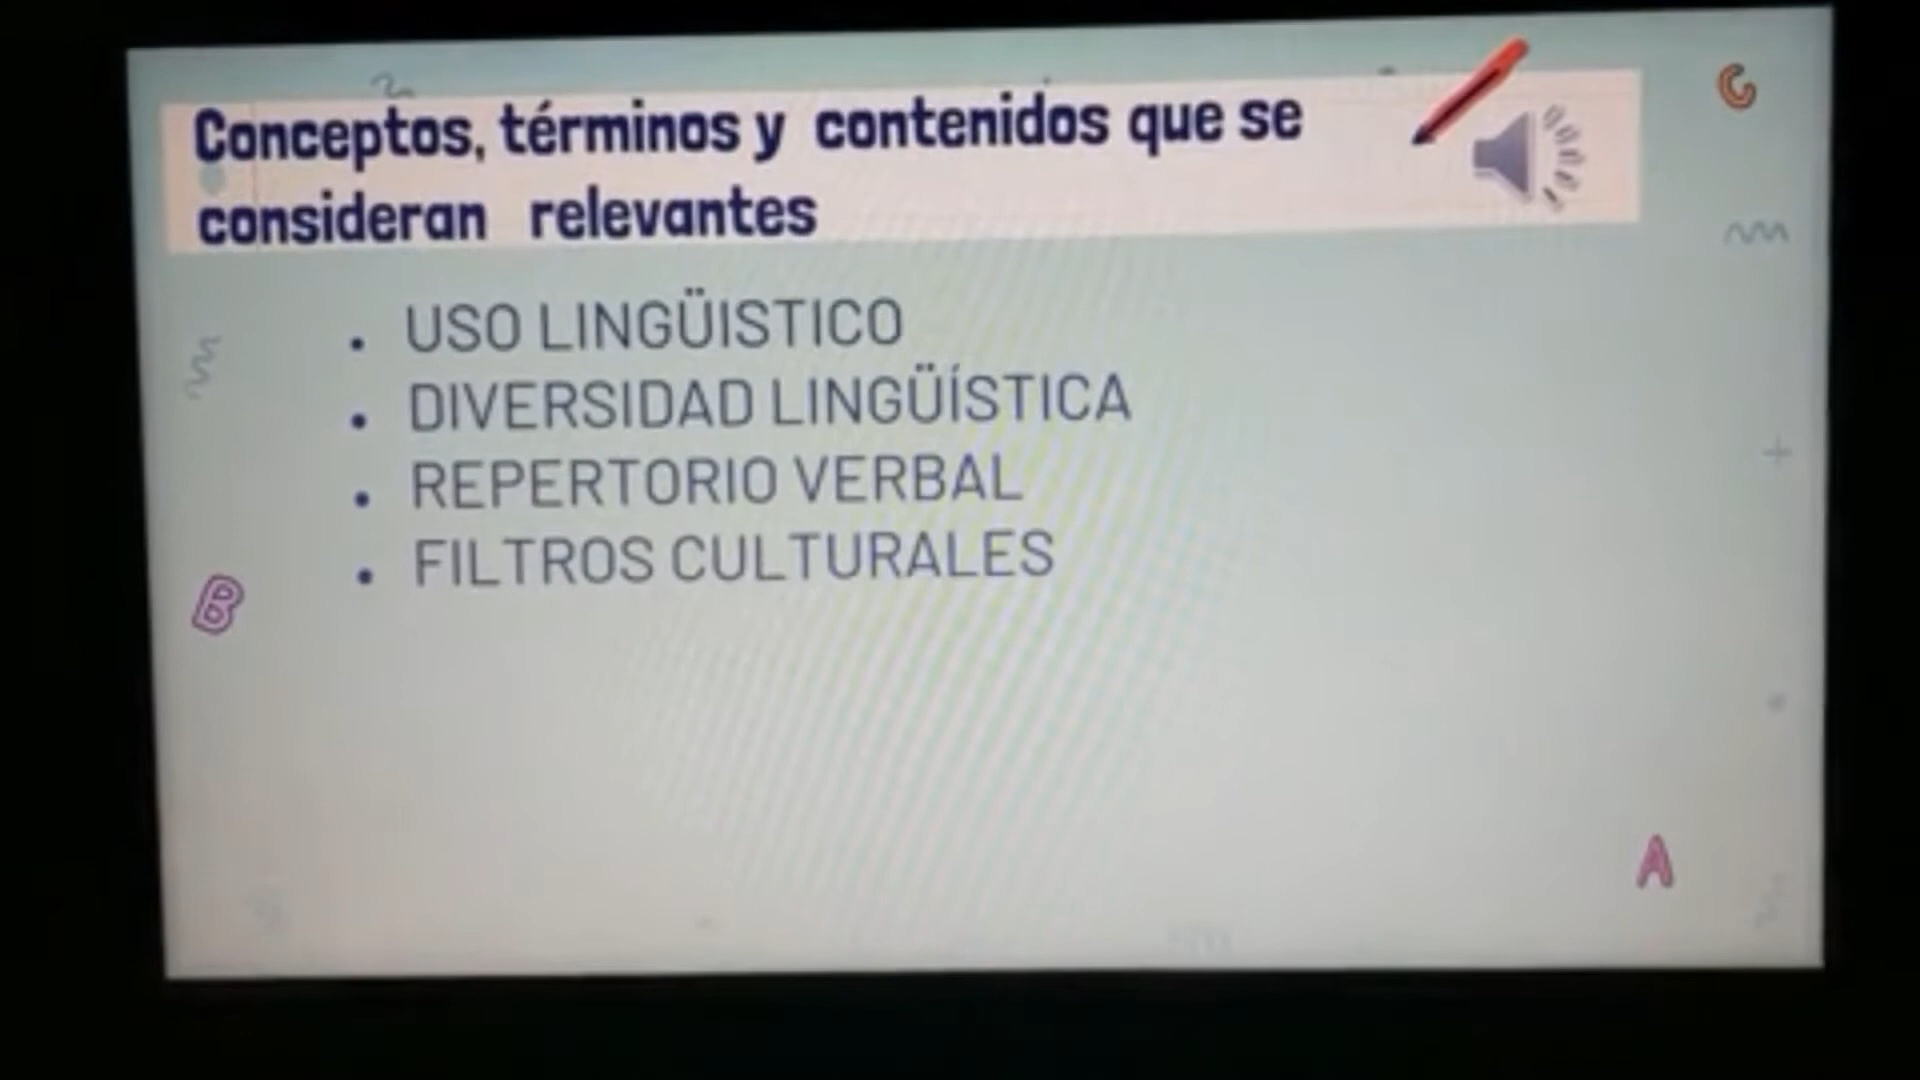 Conceptos, términos y contenidos que se
consideran relevantes
C
• USO LINGÜISTICO
• DIVERSIDAD LINGÜÍSTICA
• REPERTORIO VERBAL
• FILTROS CULTURALES
B
A